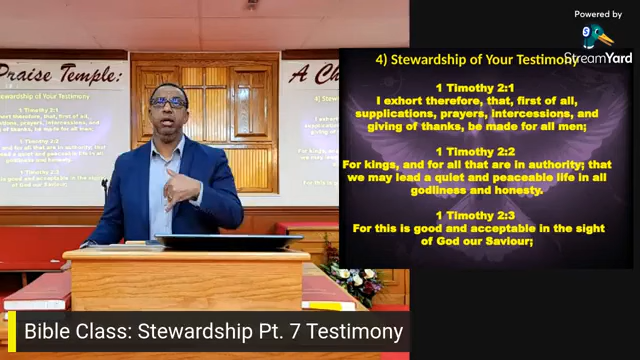 Powered by
StreamYard
Praise Temple:
A Ch
4) Stewardship of Your Testimony
1 Timothy 2:1
I exhort therefore, that, first of all,
supplications, prayers, intercessions, and
giving of thanks, be made for all men;
1 Timothy 2:2
For kings, and for all that are in authority; that
we may lead a quiet and peaceable life in all
godliness and honesty.
1 Timothy 2:3
For this is good and acceptable in the sight
of God our Saviour;
Bible Class: Stewardship Pt. 7 Testimony